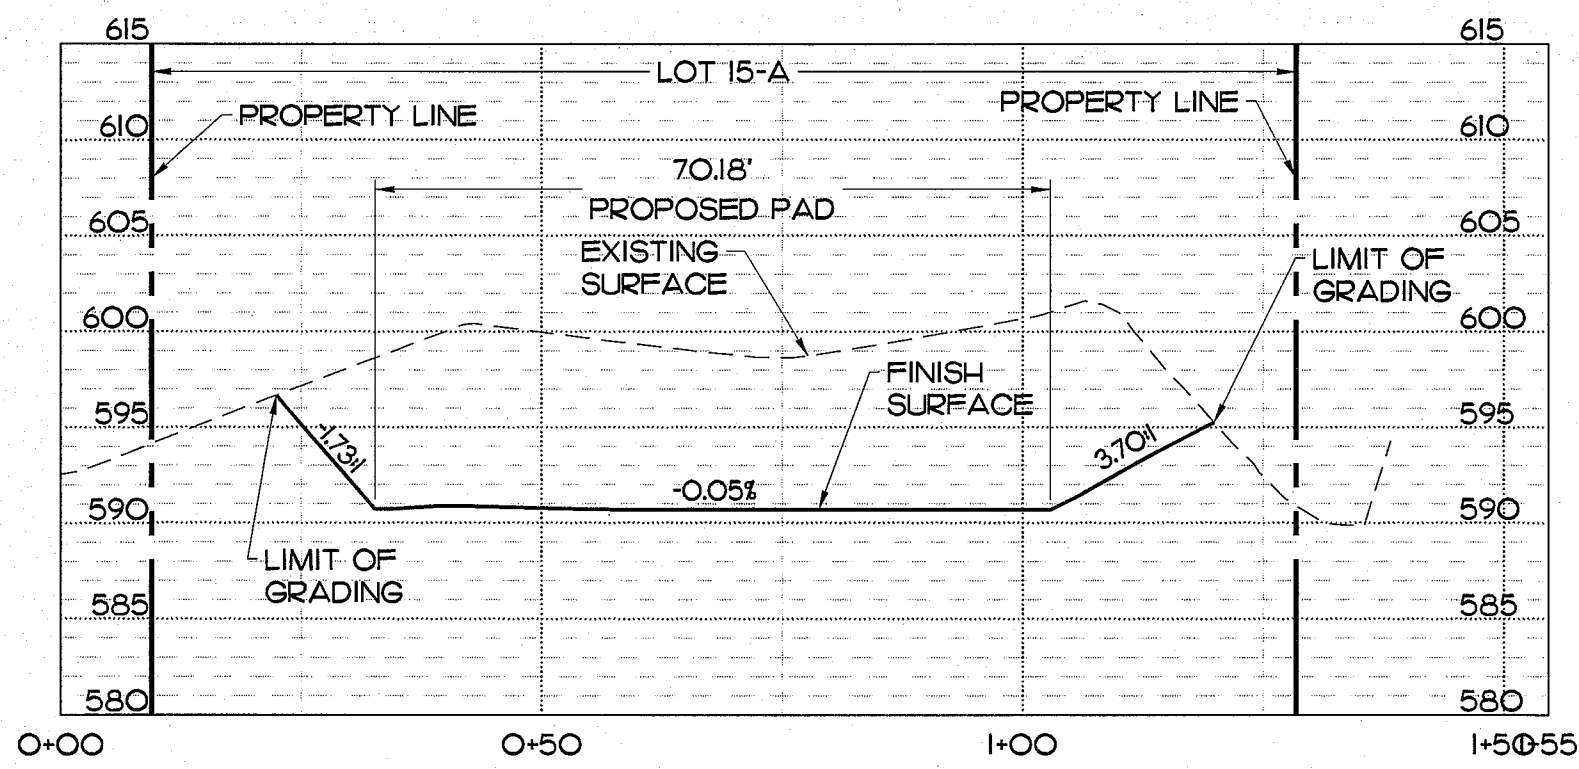 615 615
LOT 15-A
PROPERTY LINE
PROPERTY LINE
610 610
70.18'
PROPOSED PAD
605 605
EXISTING
SURFACE
LIMIT OF
GRADING
600 600
FINISH
SURFACE
595 595
-1.73:1
3.70:1
-0.05%
590 590
LIMIT OF
GRADING
585 585
580 580
0+00 0+50 1+00 1+50